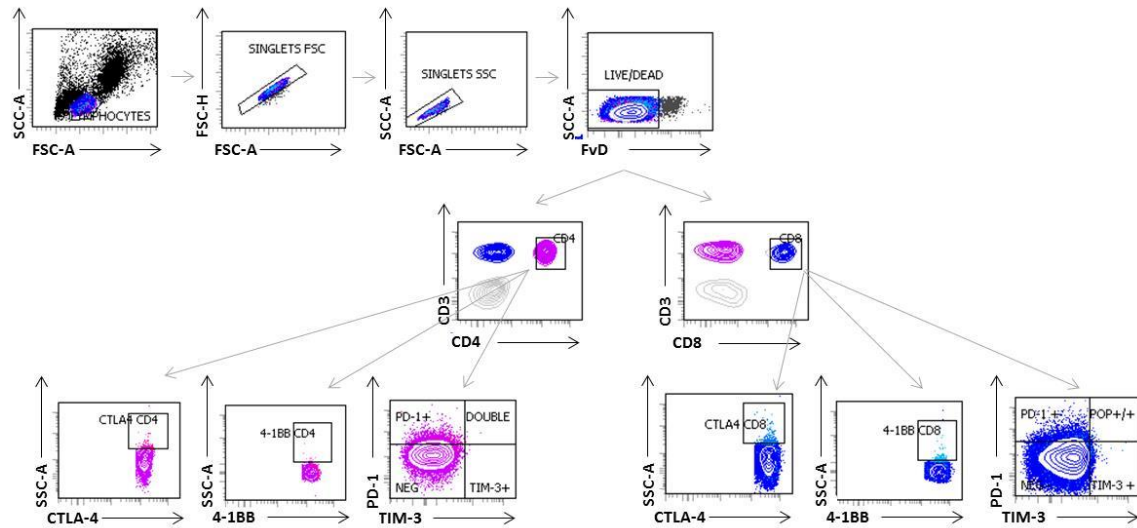 SCC-A
LYMPHOCYTES
FSC-A
FSC-H
SINGLETS FSC
FSC-A
SCC-A
SINGLETS SSC
FSC-A
SCC-A
LIVE/DEAD
FvD
CD3
CD4
CD4
CD3
CD8
CD8
SSC-A
CTLA4 CD4
CTLA-4
SSC-A
4-1BB CD4
4-1BB
PD-1
PD-1+
DOUBLE
NEG
TIM-3+
TIM-3
SSC-A
CTLA4 CD8
CTLA-4
SSC-A
4-1BB CD8
4-1BB
PD-1
PD-1 +
POP+/+
NEG
TIM-3 +
TIM-3